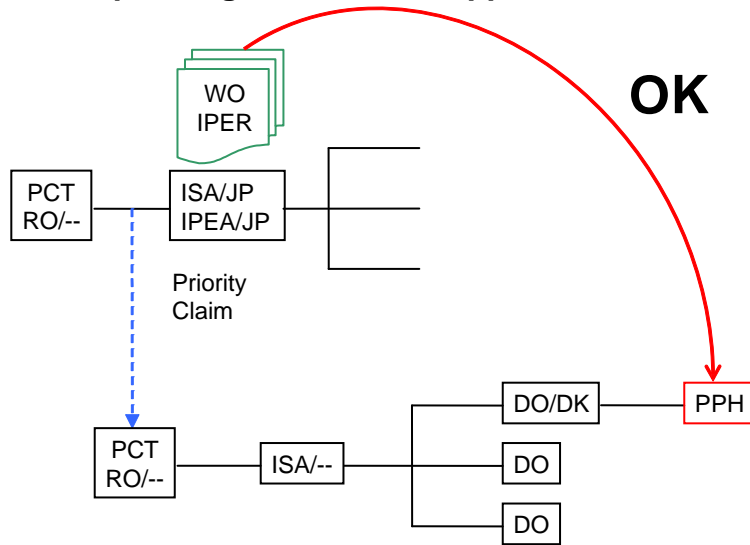 OK
WO
IPER
PCT
RO/--
ISA/JP
IPEA/JP
Priority
Claim
DO/DK
PPH
PCT
RO/--
ISA/--
DO
DO